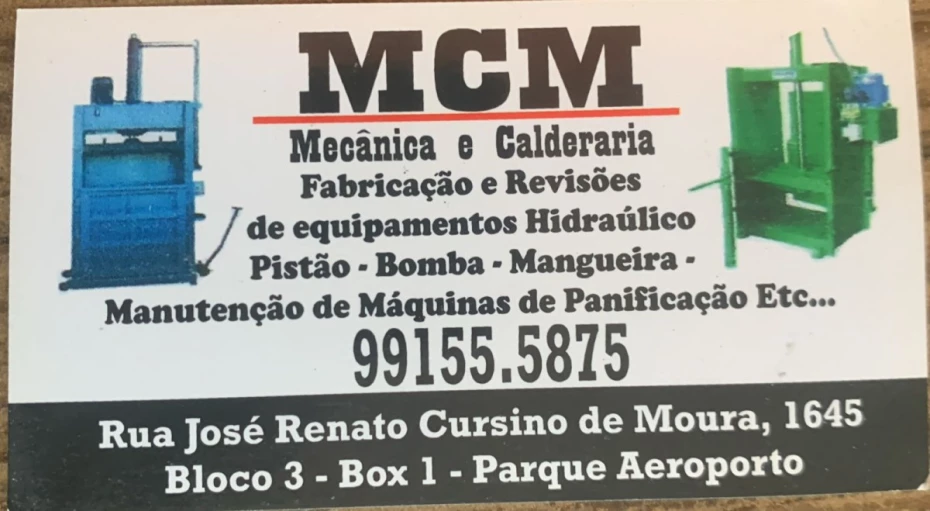 MCM
Mecânica e Calderaria
Fabricação e Revisões
de equipamentos Hidraúlico
Pistão - Bomba - Mangueira -
Manutenção de Máquinas de Panificação Etc...
99155.5875
Rua José Renato Cursino de Moura, 1645
Bloco 3 - Box 1 - Parque Aeroporto